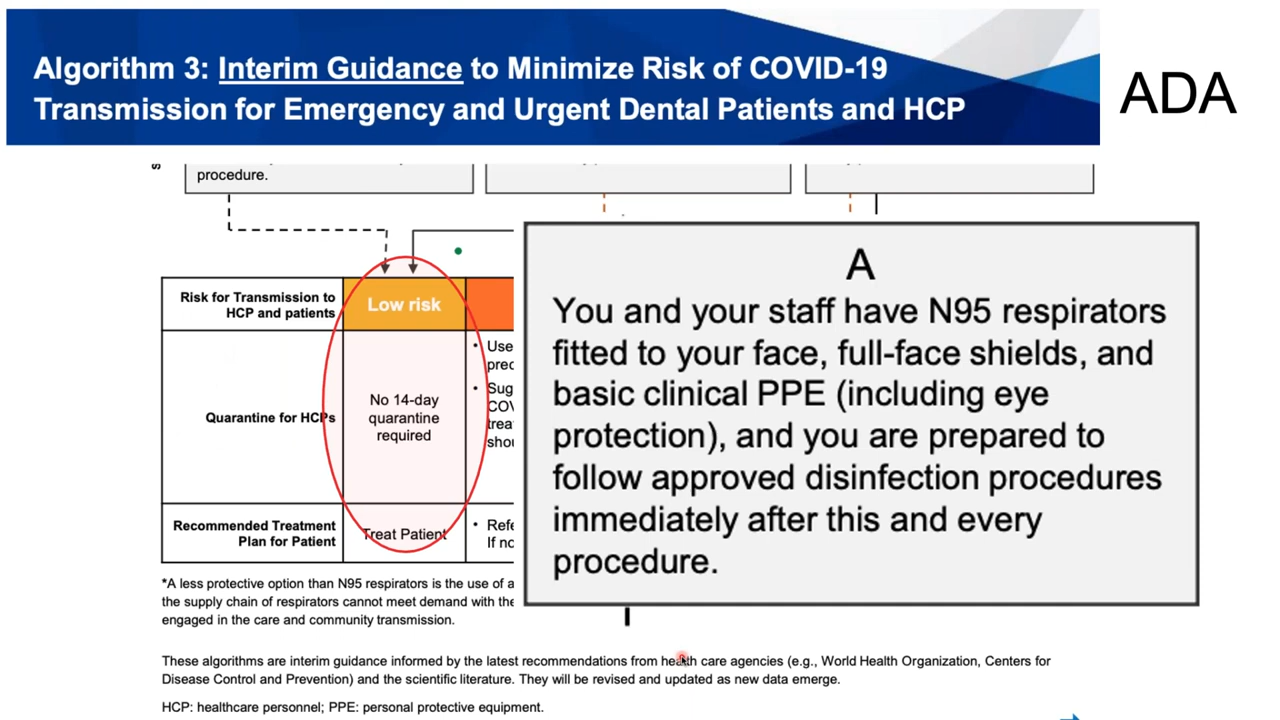 Algorithm 3: Interim Guidance to Minimize Risk of COVID-19
Transmission for Emergency and Urgent Dental Patients and HCP
ADA
procedure.
Risk for Transmission to
HCP and patients
Low risk
Quarantine for HCPs
No 14-day
quarantine
required
Use
Recommended Treatment
Plan for Patient
Treat Patient
If no
A
You and your staff have N95 respirators
fitted to your face, full-face shields, and
basic clinical PPE (including eye
protection), and you are prepared to
follow approved disinfection procedures
immediately after this and every
procedure.
*A less protective option than N95 respirators is the use of a
the supply chain of respirators cannot meet demand with the
engaged in the care and community transmission.
These algorithms are interim guidance informed by the latest recommendations from health care agencies (e.g., World Health Organization, Centers for
Disease Control and Prevention) and the scientific literature. They will be revised and updated as new data emerge.
HCP: healthcare personnel; PPE: personal protective equipment.